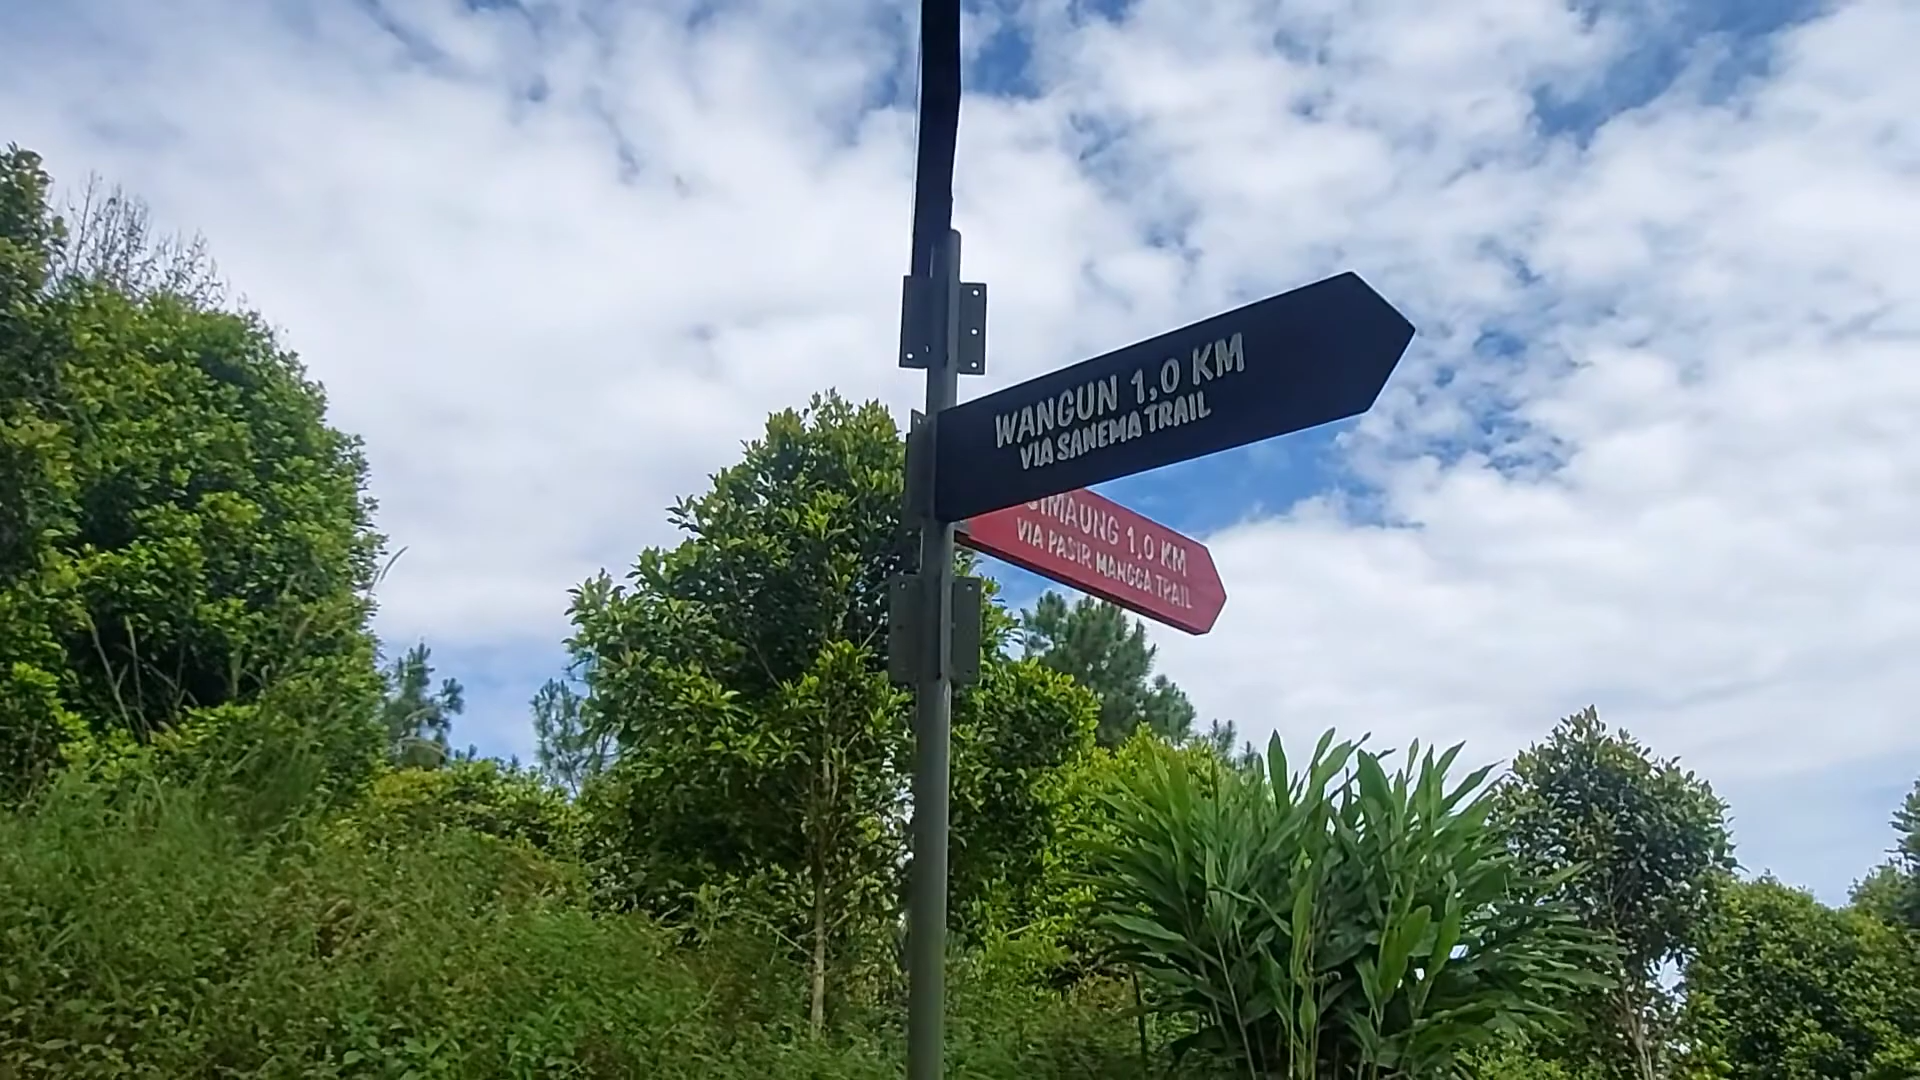 WANGUN 1,0 KM
VIA SANEMA TRAIL
1,0 KM
VIA PASIR MANGGA TRAIL